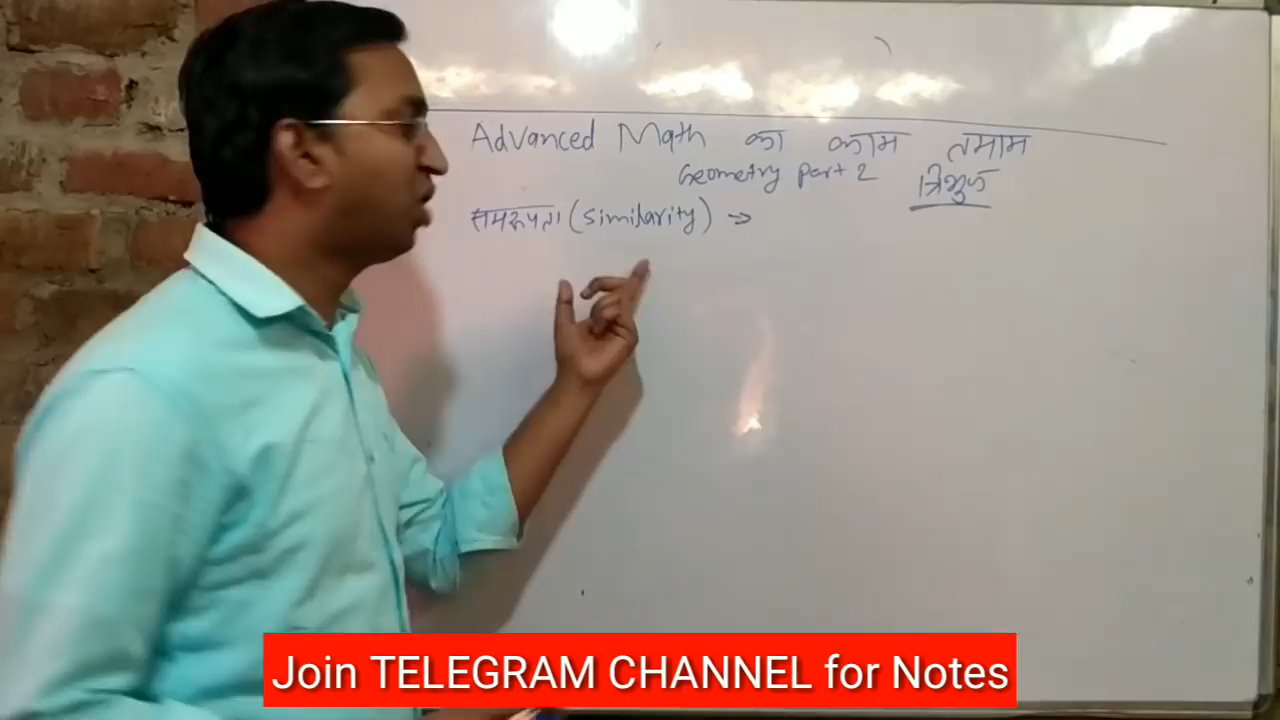 Advanced Math का काम तमाम
Geometry part 2 त्रिभुज
समरूपता (Similarity) →
Join TELEGRAM CHANNEL for Notes